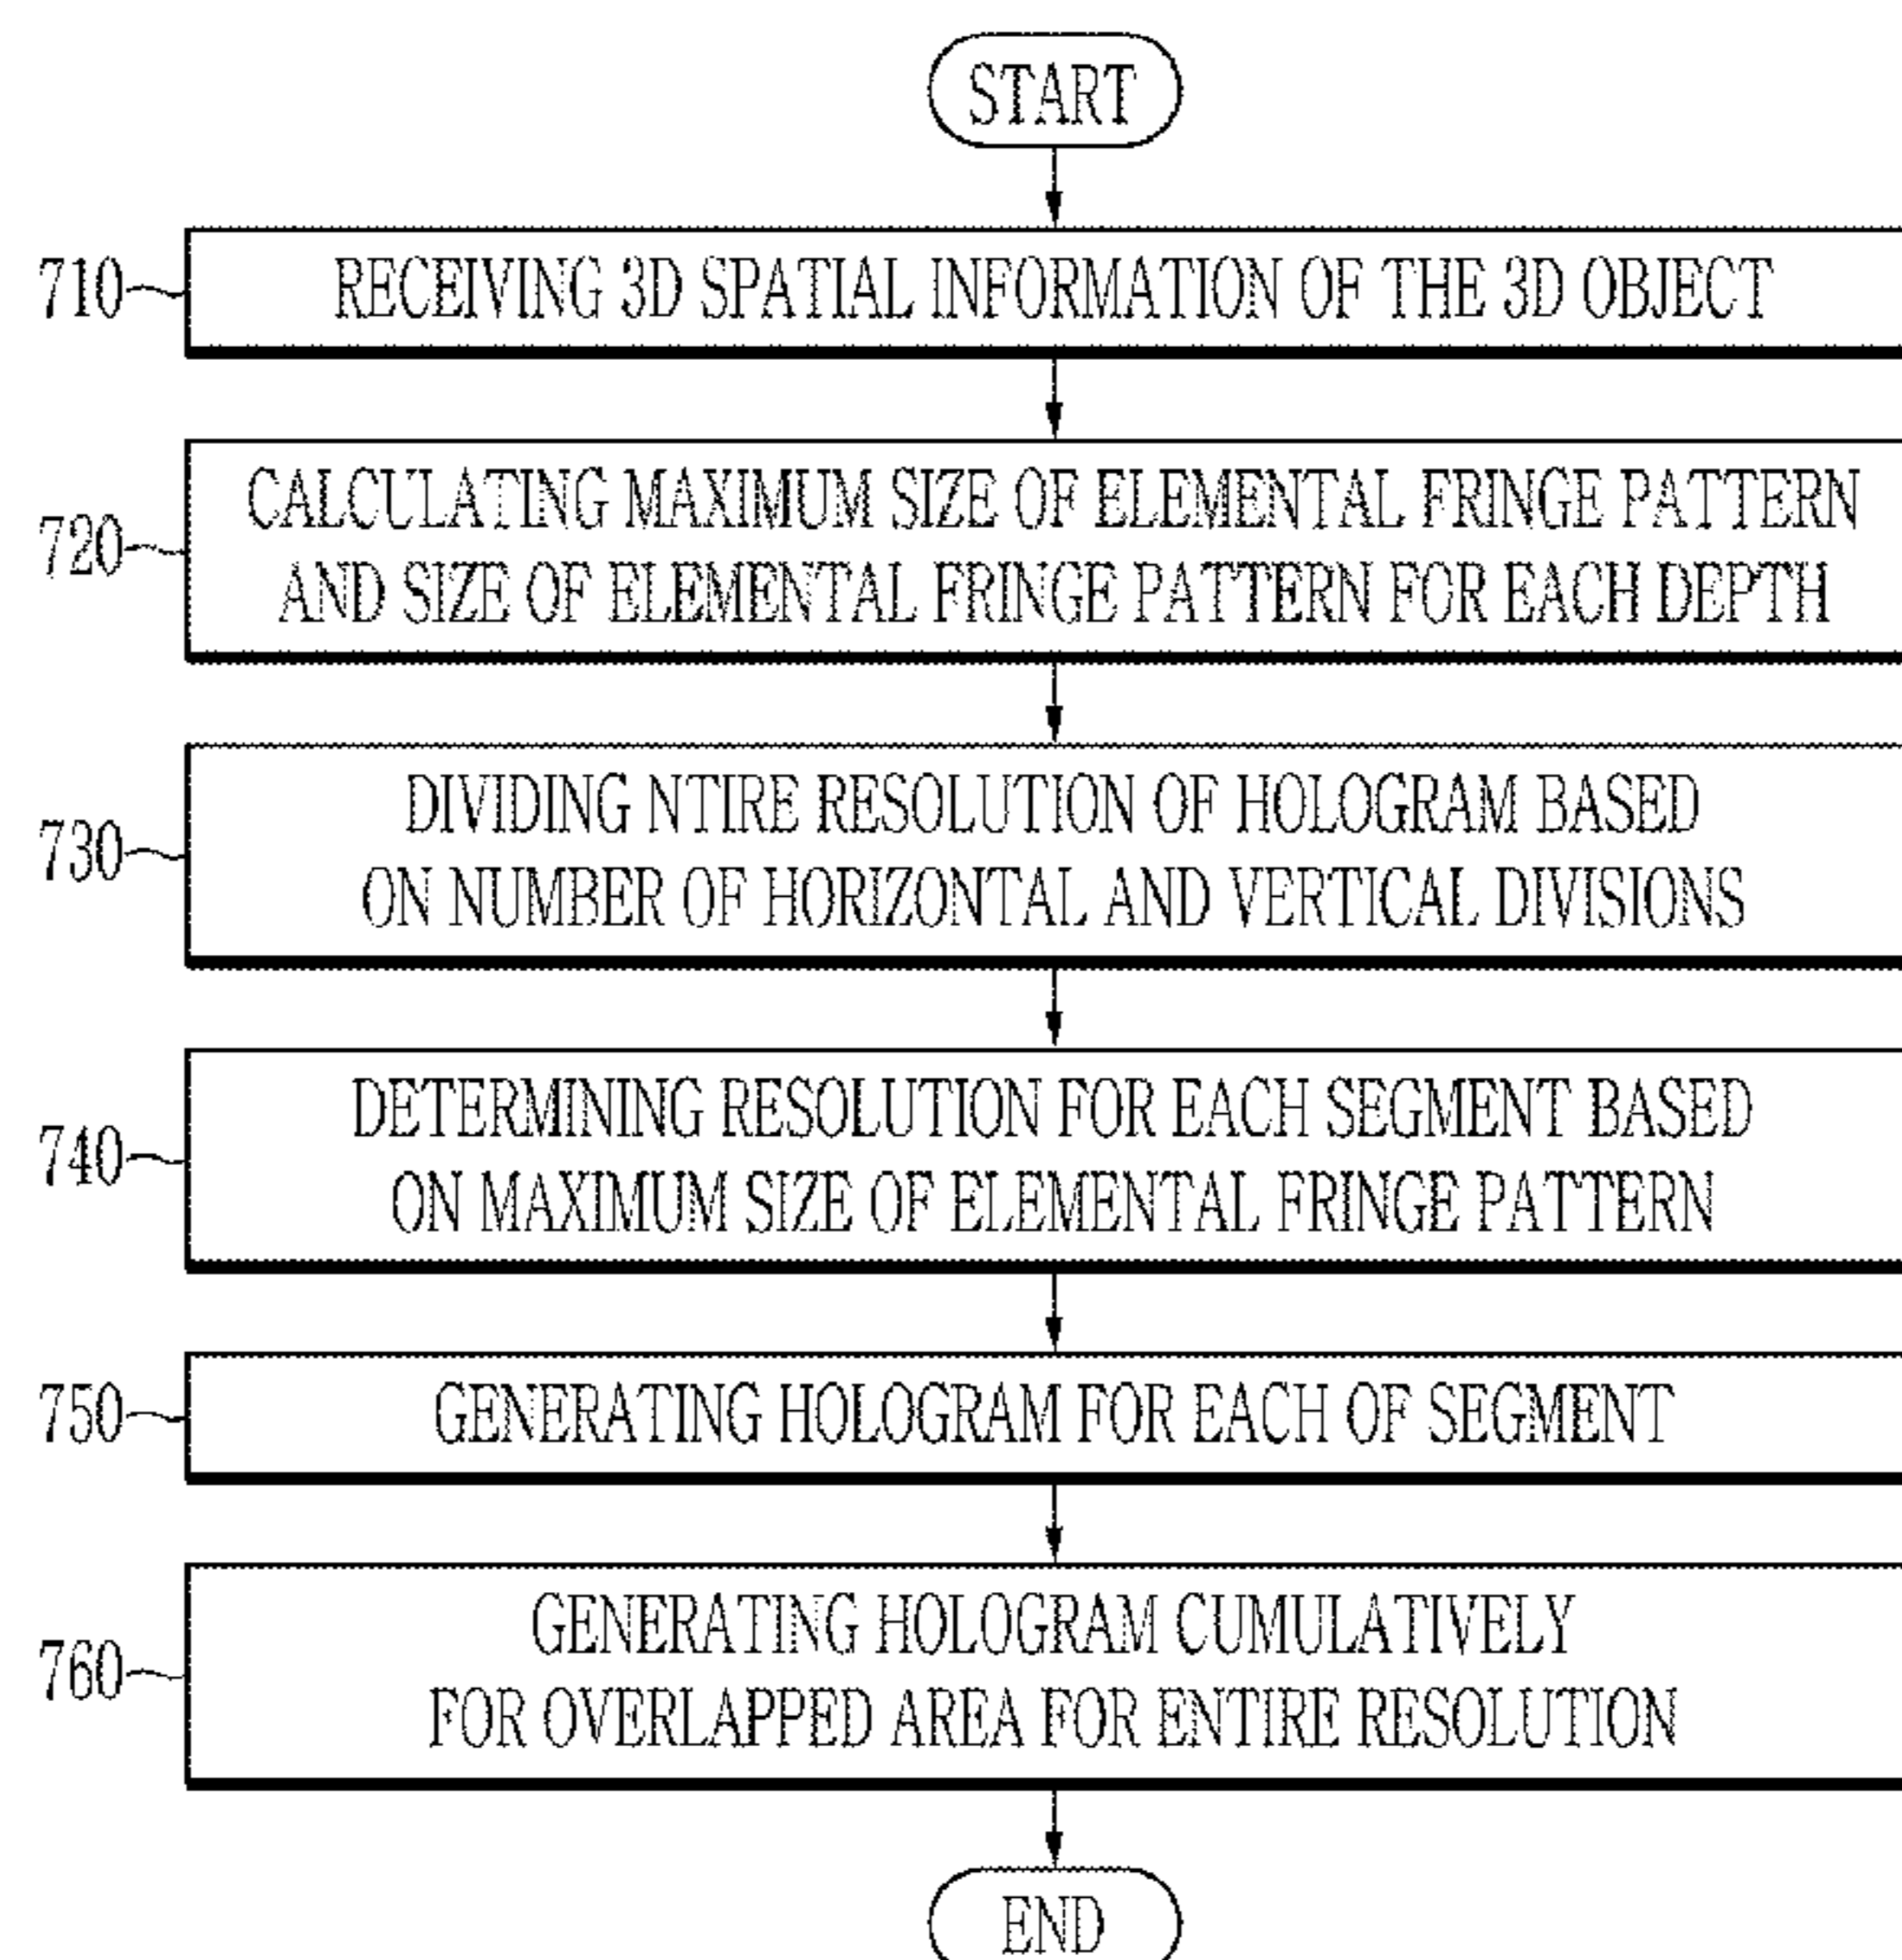 START
710
RECEIVING 3D SPATIAL INFORMATION OF THE 3D OBJECT
720
CALCULATING MAXIMUM SIZE OF ELEMENTAL FRINGE PATTERN
AND SIZE OF ELEMENTAL FRINGE PATTERN FOR EACH DEPTH
730
DIVIDING NTIRE RESOLUTION OF HOLOGRAM BASED
ON NUMBER OF HORIZONTAL AND VERTICAL DIVISIONS
740
DETERMINING RESOLUTION FOR EACH SEGMENT BASED
ON MAXIMUM SIZE OF ELEMENTAL FRINGE PATTERN
750
GENERATING HOLOGRAM FOR EACH OF SEGMENT
760
GENERATING HOLOGRAM CUMULATIVELY
FOR OVERLAPPED AREA FOR ENTIRE RESOLUTION
END